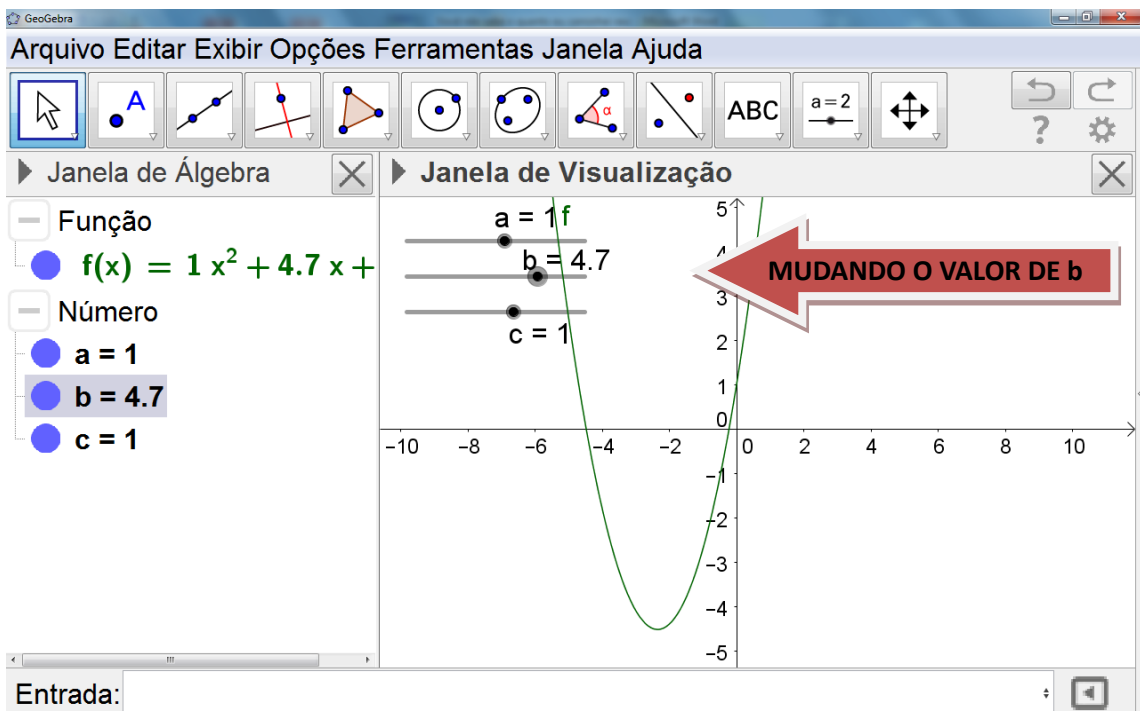 GeoGebra
Arquivo Editar Exibir Opções Ferramentas Janela Ajuda
A
α
ABC
a = 2
?
Janela de Álgebra
Janela de Visualização
Função
f(x) = 1 x² + 4.7 x +
Número
a = 1
b = 4.7
c = 1
a = 1
f
b = 4.7
c = 1
MUDANDO O VALOR DE b
5
4
3
2
1
0
−10 −8 −6 −4 −2 0 2 4 6 8 10
−1
−2
−3
−4
−5
Entrada: